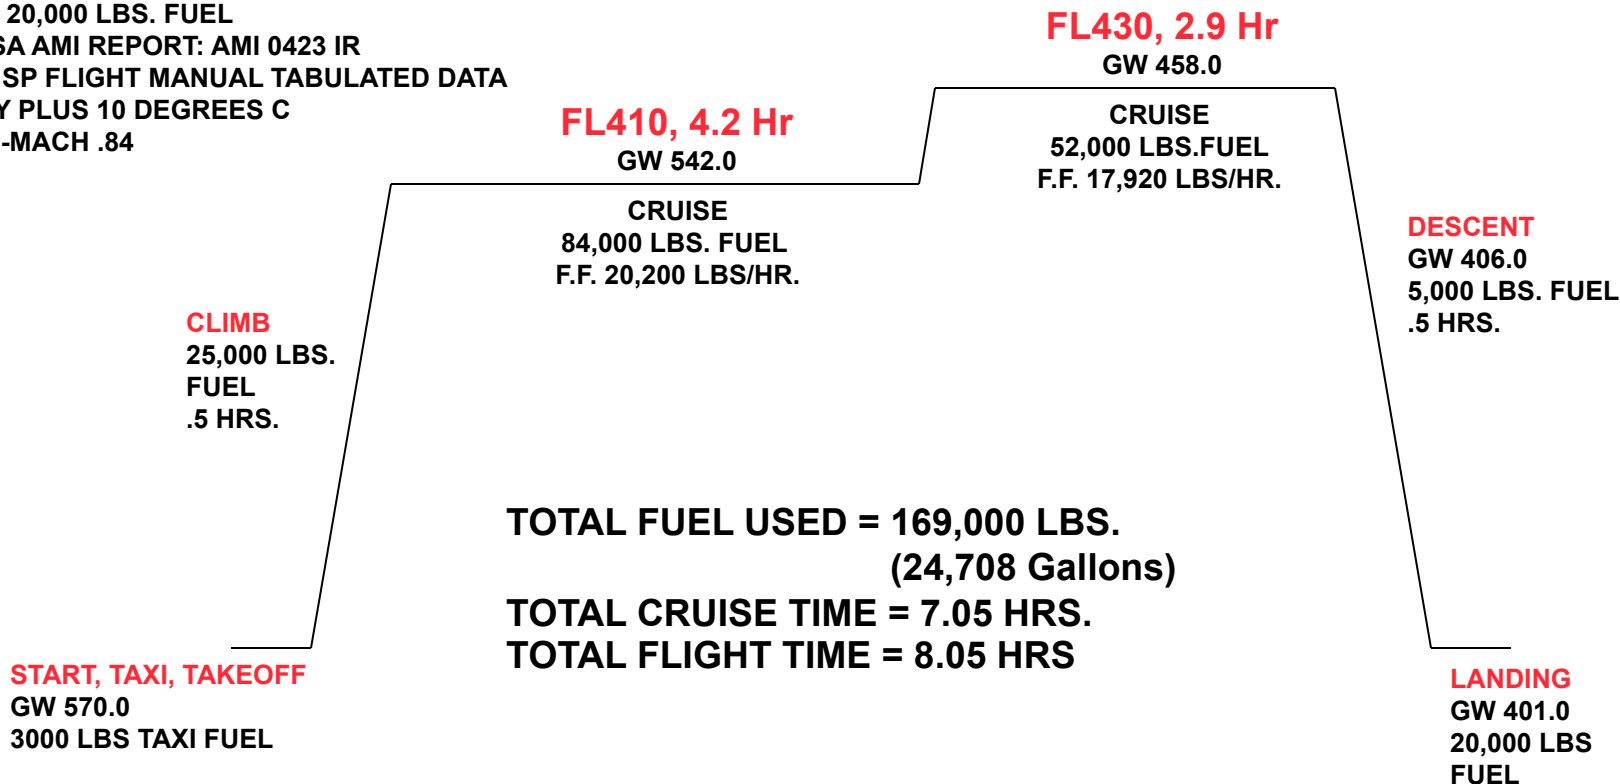 20,000 LBS. FUEL
SA AMI REPORT: AMI 0423 IR
SP FLIGHT MANUAL TABULATED DATA
Y PLUS 10 DEGREES C
-MACH .84
FL410, 4.2 Hr
GW 542.0
CRUISE
84,000 LBS. FUEL
F.F. 20,200 LBS/HR.
FL430, 2.9 Hr
GW 458.0
CRUISE
52,000 LBS.FUEL
F.F. 17,920 LBS/HR.
CLIMB
25,000 LBS.
FUEL
.5 HRS.
DESCENT
GW 406.0
5,000 LBS. FUEL
.5 HRS.
TOTAL FUEL USED = 169,000 LBS.
(24,708 Gallons)
TOTAL CRUISE TIME = 7.05 HRS.
TOTAL FLIGHT TIME = 8.05 HRS
START, TAXI, TAKEOFF
GW 570.0
3000 LBS TAXI FUEL
LANDING
GW 401.0
20,000 LBS
FUEL